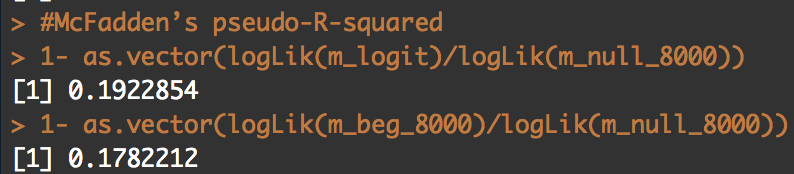 > #McFadden’s pseudo-R-squared
> 1- as.vector(logLik(m_logit)/logLik(m_null_8000))
[1] 0.1922854
> 1- as.vector(logLik(m_beg_8000)/logLik(m_null_8000))
[1] 0.1782212